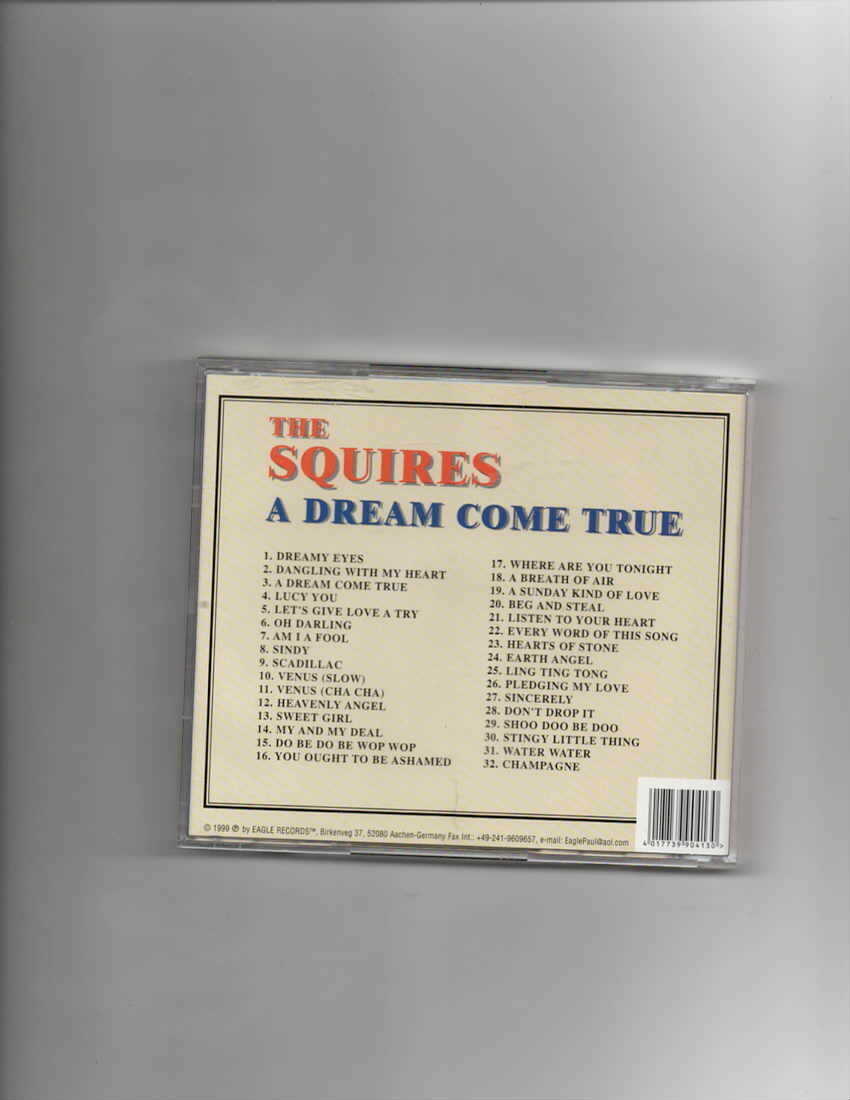 THE
SQUIRES
A DREAM COME TRUE
1. DREAMY EYES
2. DANGLING WITH MY HEART
3. A DREAM COME TRUE
4. LUCY YOU
5. LET'S GIVE LOVE A TRY
6. OH DARLING
7. AM I A FOOL
8. SINDY
9. SCADILLAC
10. VENUS (SLOW)
11. VENUS (CHA CHA)
12. HEAVENLY ANGEL
13. SWEET GIRL
14. MY AND MY DEAL
15. DO BE DO BE WOP WOP
16. YOU OUGHT TO BE ASHAMED
17. WHERE ARE YOU TONIGHT
18. A BREATH OF AIR
19. A SUNDAY KIND OF LOVE
20. BEG AND STEAL
21. LISTEN TO YOUR HEART
22. EVERY WORD OF THIS SONG
23. HEARTS OF STONE
24. EARTH ANGEL
25. LING TING TONG
26. PLEDGING MY LOVE
27. SINCERELY
28. DON'T DROP IT
29. SHOO DOO BE DOO
30. STINGY LITTLE THING
31. WATER WATER
32. CHAMPAGNE
© 1999 ℗ by EAGLE RECORDS™, Birkenveg 37, 52080 Aachen-Germany Fax Int.: +49-241-9609657, e-mail: EaglePaul@aol.com
4 017739 904130 >